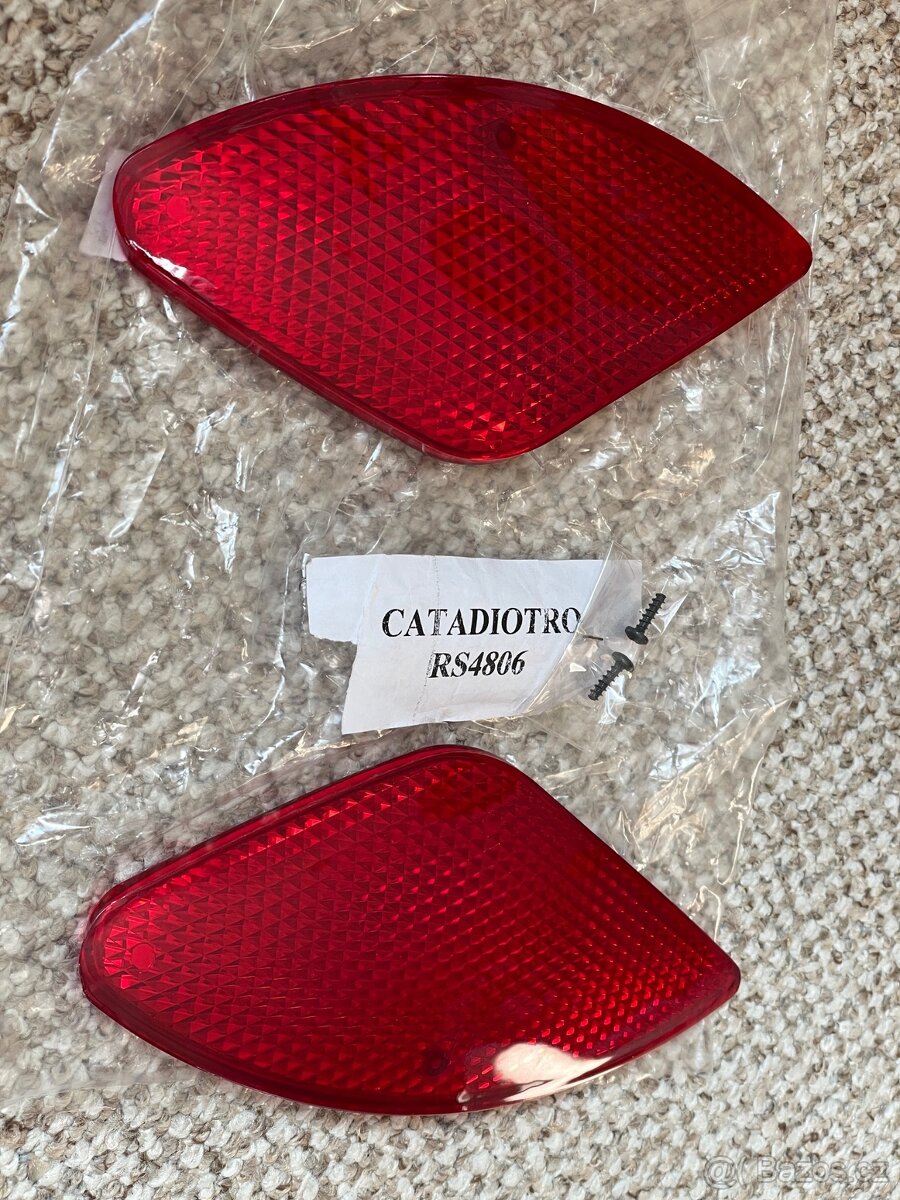 CATADIOTRO
RS4806
@ Bazos.cz